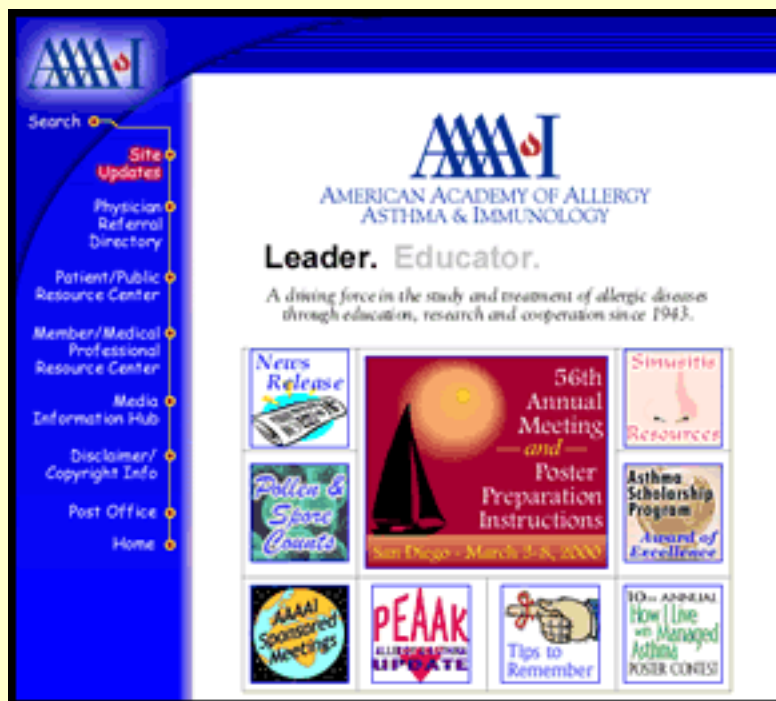 AAAAI
Search
Site
Updates
Physician
Referral
Directory
Patient/Public
Resource Center
Member/Medical
Professional
Resource Center
Media
Information Hub
Disclaimer/
Copyright Info
Post Office
Home
AAAAI
AMERICAN ACADEMY OF ALLERGY
ASTHMA & IMMUNOLOGY
Leader. Educator.
A driving force in the study and treatment of allergic diseases
through education, research and cooperation since 1943.
News
Release
56th
Annual
Meeting
—and—
Poster
Preparation
Instructions
San Diego - March 3-8, 2000
Sinusitis
Resources
Pollen &
Spore
Counts
Asthma
Scholarship
Program
Award of
Excellence
AAAAI
Sponsored
Meetings
PEAAK
ALLERGY ASTHMA
UPDATE
Tips to
Remember
10TH ANNUAL
How I Live
with Managed
Asthma
POSTER CONTEST